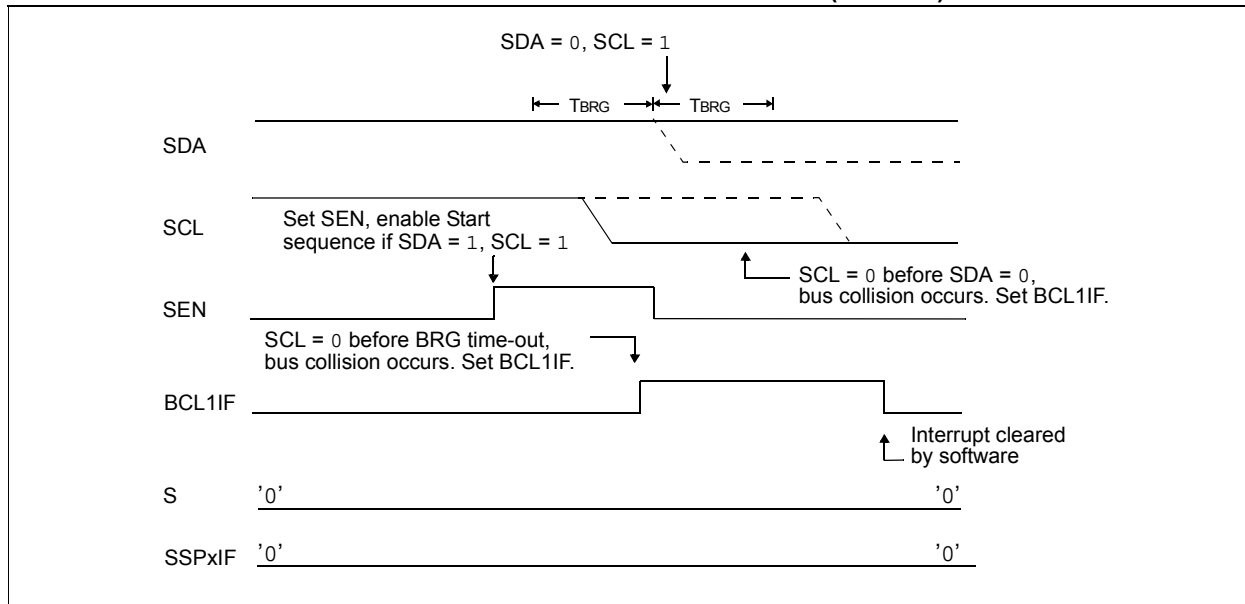 SDA = 0, SCL = 1
TBRG TBRG
SDA
SCL
Set SEN, enable Start
sequence if SDA = 1, SCL = 1
SCL = 0 before SDA = 0,
bus collision occurs. Set BCL1IF.
SEN
SCL = 0 before BRG time-out,
bus collision occurs. Set BCL1IF.
BCL1IF
Interrupt cleared
by software
S '0' '0'
SSPxIF '0' '0'